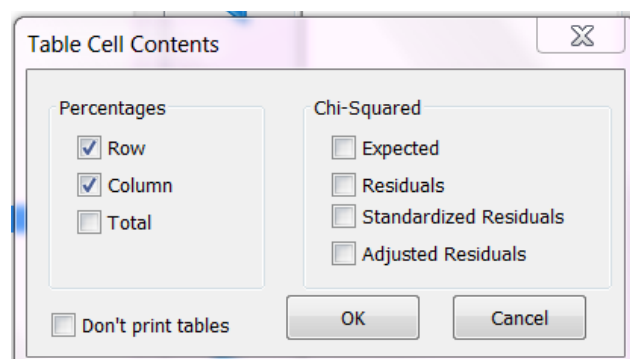 Table Cell Contents
Percentages
Row
Column
Total
Chi-Squared
Expected
Residuals
Standardized Residuals
Adjusted Residuals
Don't print tables
OK
Cancel